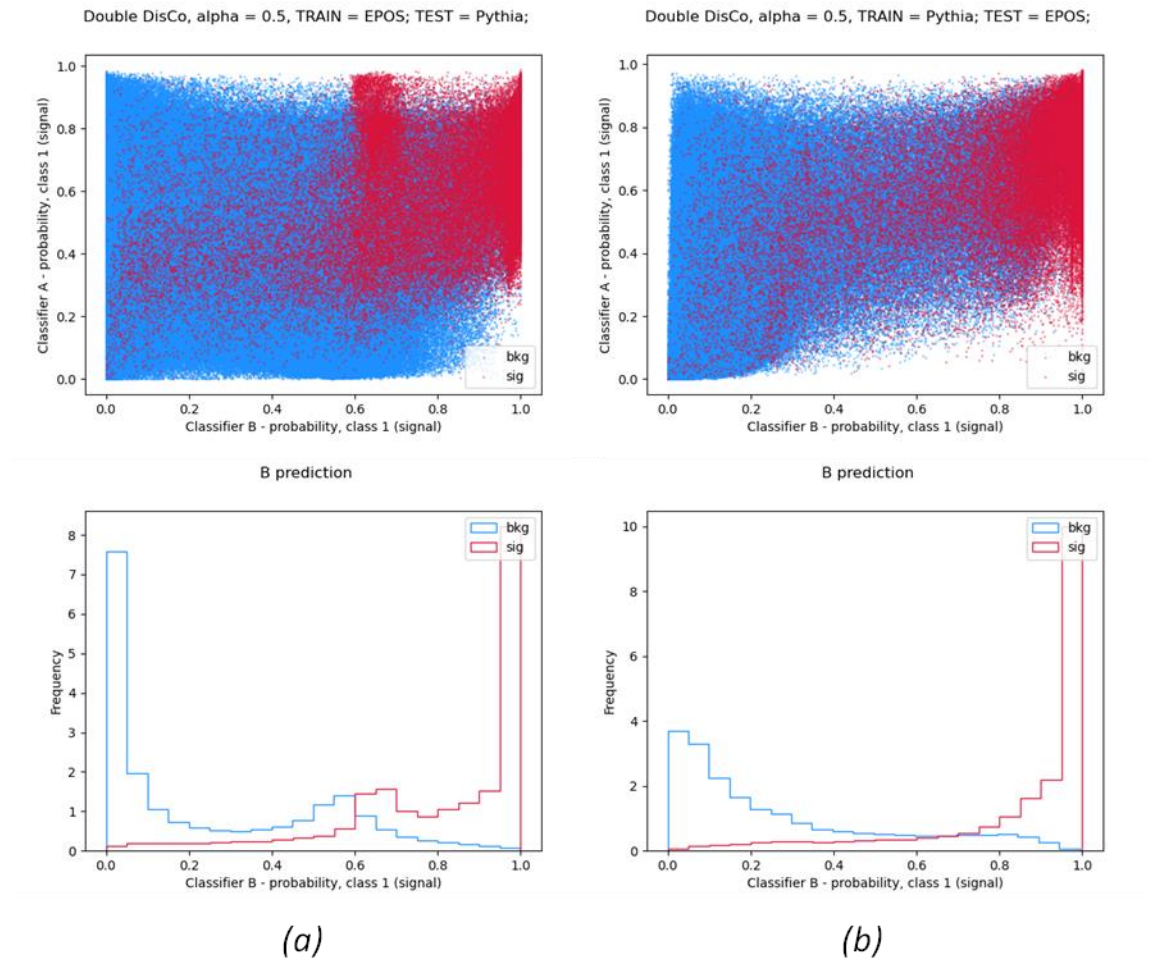 Double DisCo, alpha = 0.5, TRAIN = EPOS; TEST = Pythia;
1.0
0.8
0.6
0.4
0.2
0.0
Classifier A - probability, class 1 (signal)
bkg
sig
0.0 0.2 0.4 0.6 0.8 1.0
Classifier B - probability, class 1 (signal)
Double DisCo, alpha = 0.5, TRAIN = Pythia; TEST = EPOS;
1.0
0.8
0.6
0.4
0.2
0.0
Classifier A - probability, class 1 (signal)
bkg
sig
0.0 0.2 0.4 0.6 0.8 1.0
Classifier B - probability, class 1 (signal)
B prediction
8
7
6
5
4
3
2
1
0
Frequency
bkg
sig
0.0 0.2 0.4 0.6 0.8 1.0
Classifier B - probability, class 1 (signal)
B prediction
10
8
6
4
2
0
Frequency
bkg
sig
0.0 0.2 0.4 0.6 0.8 1.0
Classifier B - probability, class 1 (signal)
(a)
(b)